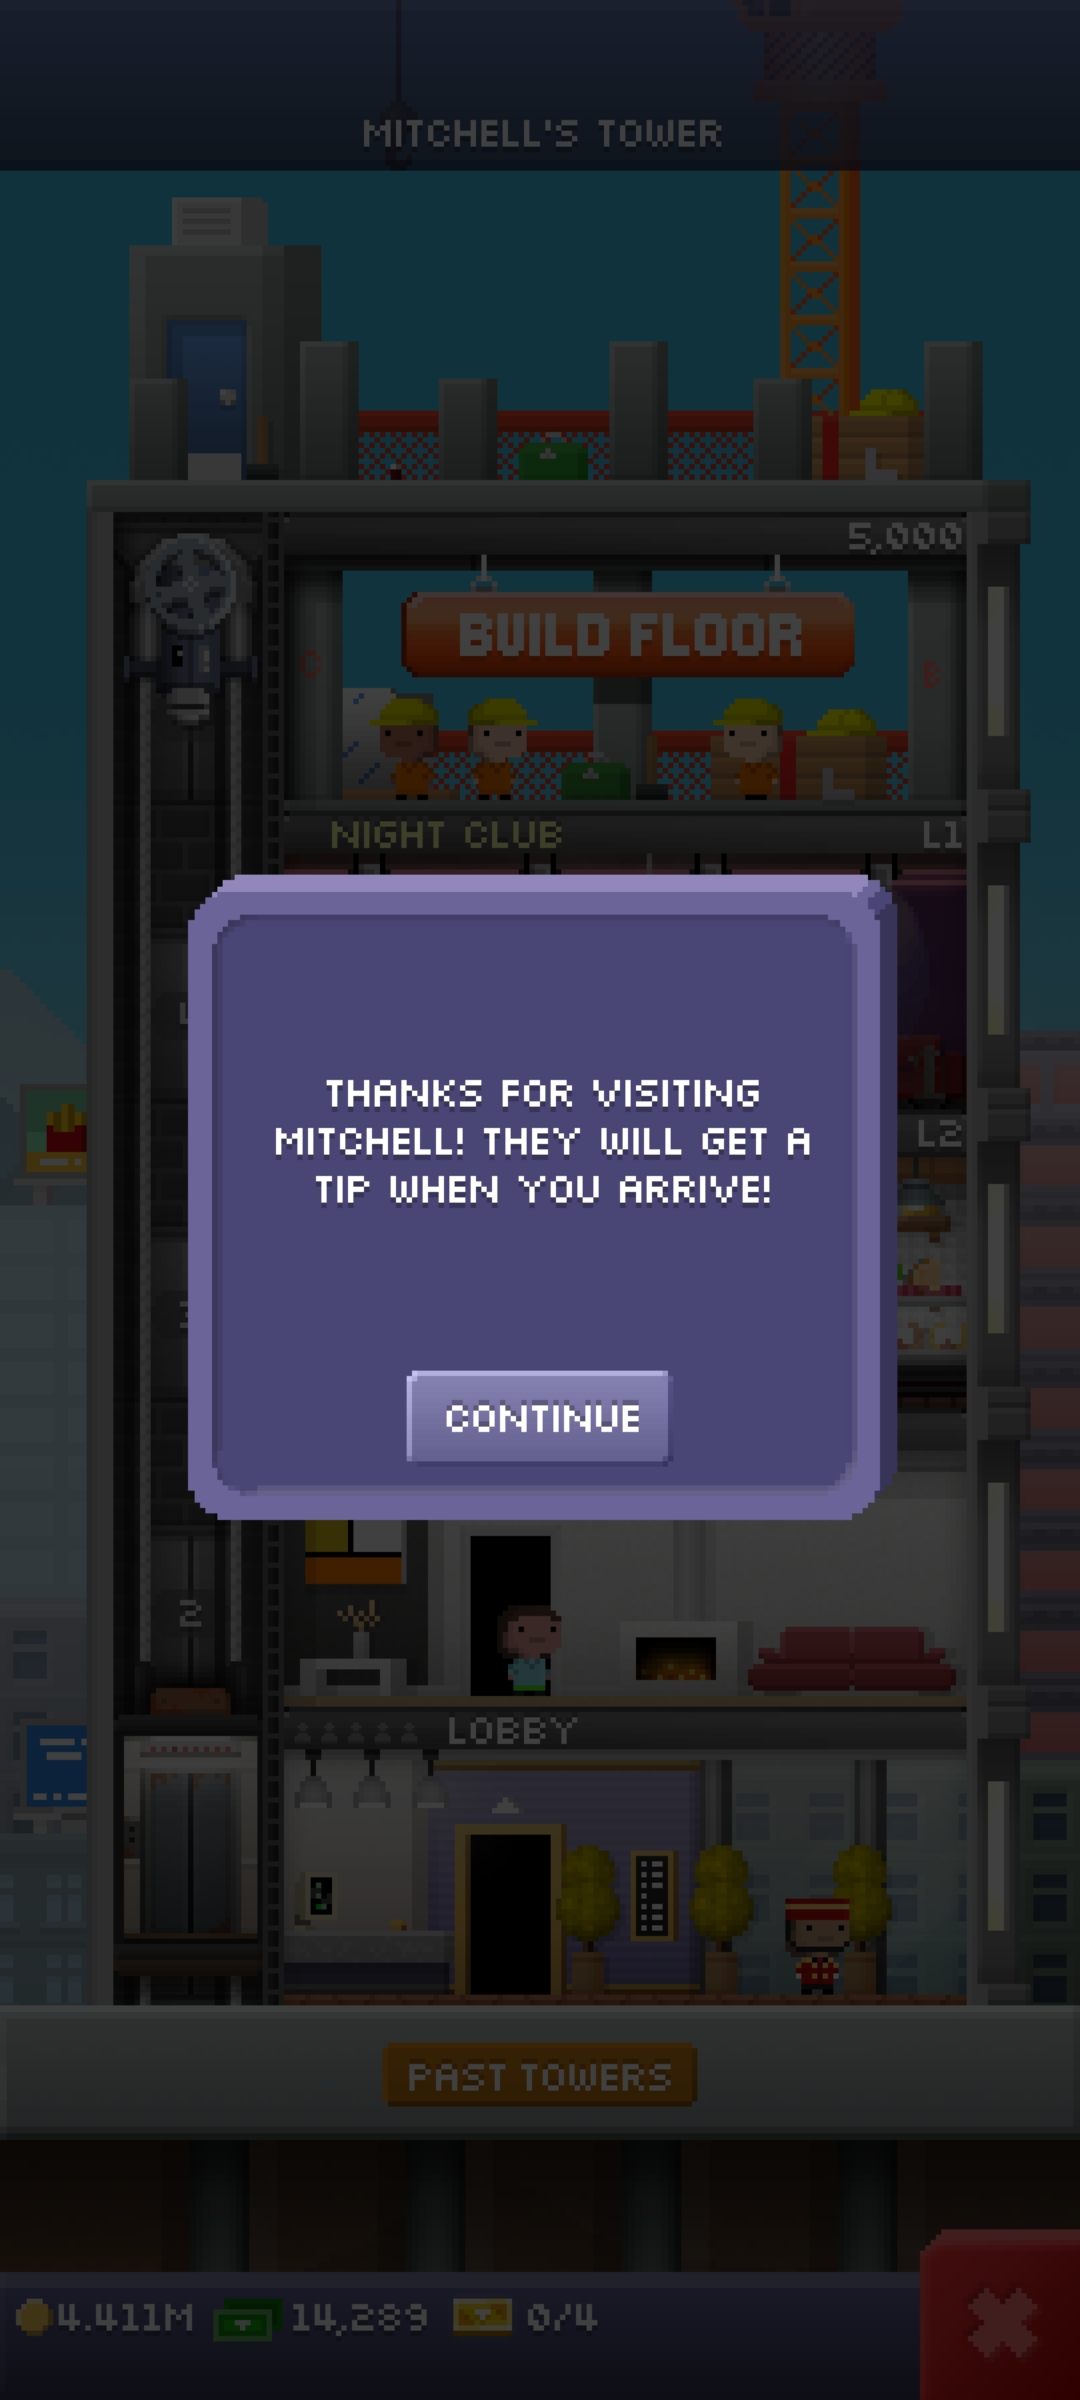 MITCHELL'S TOWER
5,000
BUILD FLOOR
NIGHT CLUB L1
L2
THANKS FOR VISITING
MITCHELL! THEY WILL GET A
TIP WHEN YOU ARRIVE!
CONTINUE
2
LOBBY
PAST TOWERS
4.411M 14,289 0/4